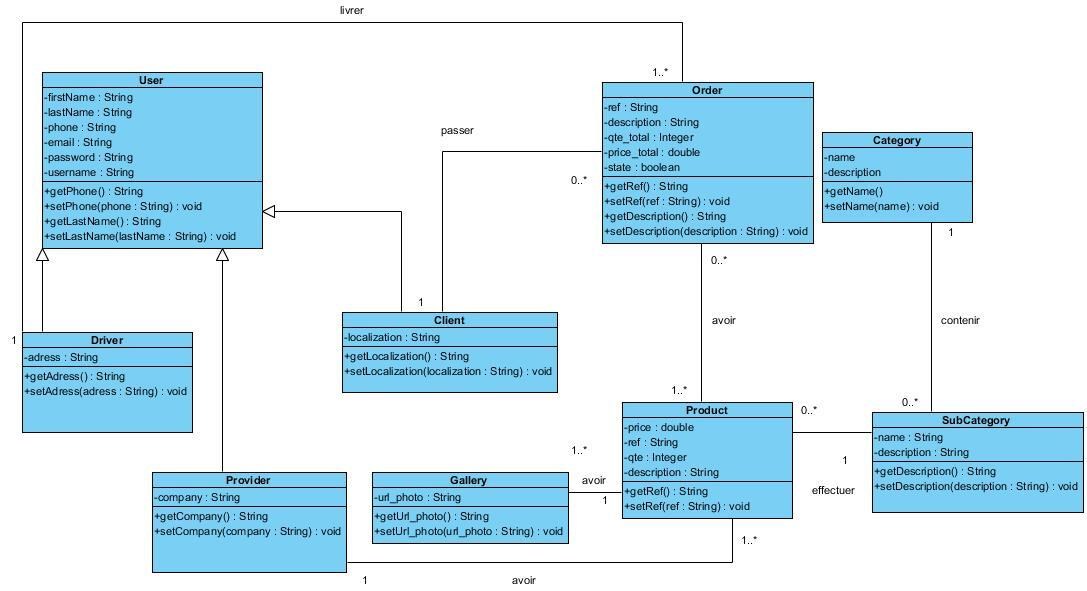 livrer
1..*
User
-firstName : String
-lastName : String
-phone : String
-email : String
-password : String
-username : String
+getPhone() : String
+setPhone(phone : String) : void
+getLastName() : String
+setLastName(lastName : String) : void
passer
0..*
Order
-ref : String
-description : String
-qte_total : Integer
-price_total : double
-state : boolean
+getRef() : String
+setRef(ref : String) : void
+getDescription() : String
+setDescription(description : String) : void
0..*
Category
-name
-description
+getName()
+setName(name) : void
1
contenir
0..*
avoir
1..*
1
Driver
-adress : String
+getAdress() : String
+setAdress(adress : String) : void
1
Client
-localization : String
+getLocalization() : String
+setLocalization(localization : String) : void
Product
-price : double
-ref : String
-qte : Integer
-description : String
+getRef() : String
+setRef(ref : String) : void
0..*
1
effectuer
SubCategory
-name : String
-description : String
+getDescription() : String
+setDescription(description : String) : void
1..*
avoir
1
Provider
-company : String
+getCompany() : String
+setCompany(company : String) : void
Gallery
-url_photo : String
+getUrl_photo() : String
+setUrl_photo(url_photo : String) : void
1..*
1
avoir